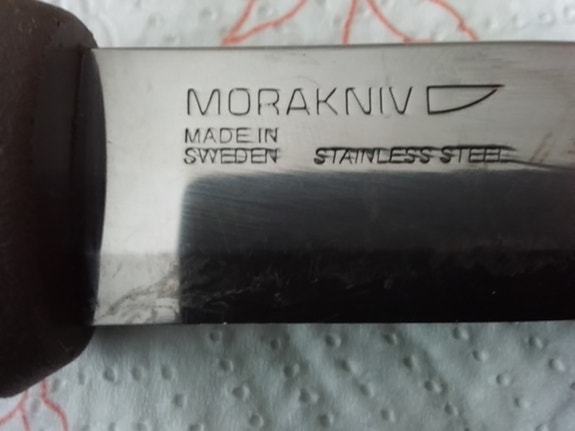 MORAKNIV
MADE IN
SWEDEN STAINLESS STEEL